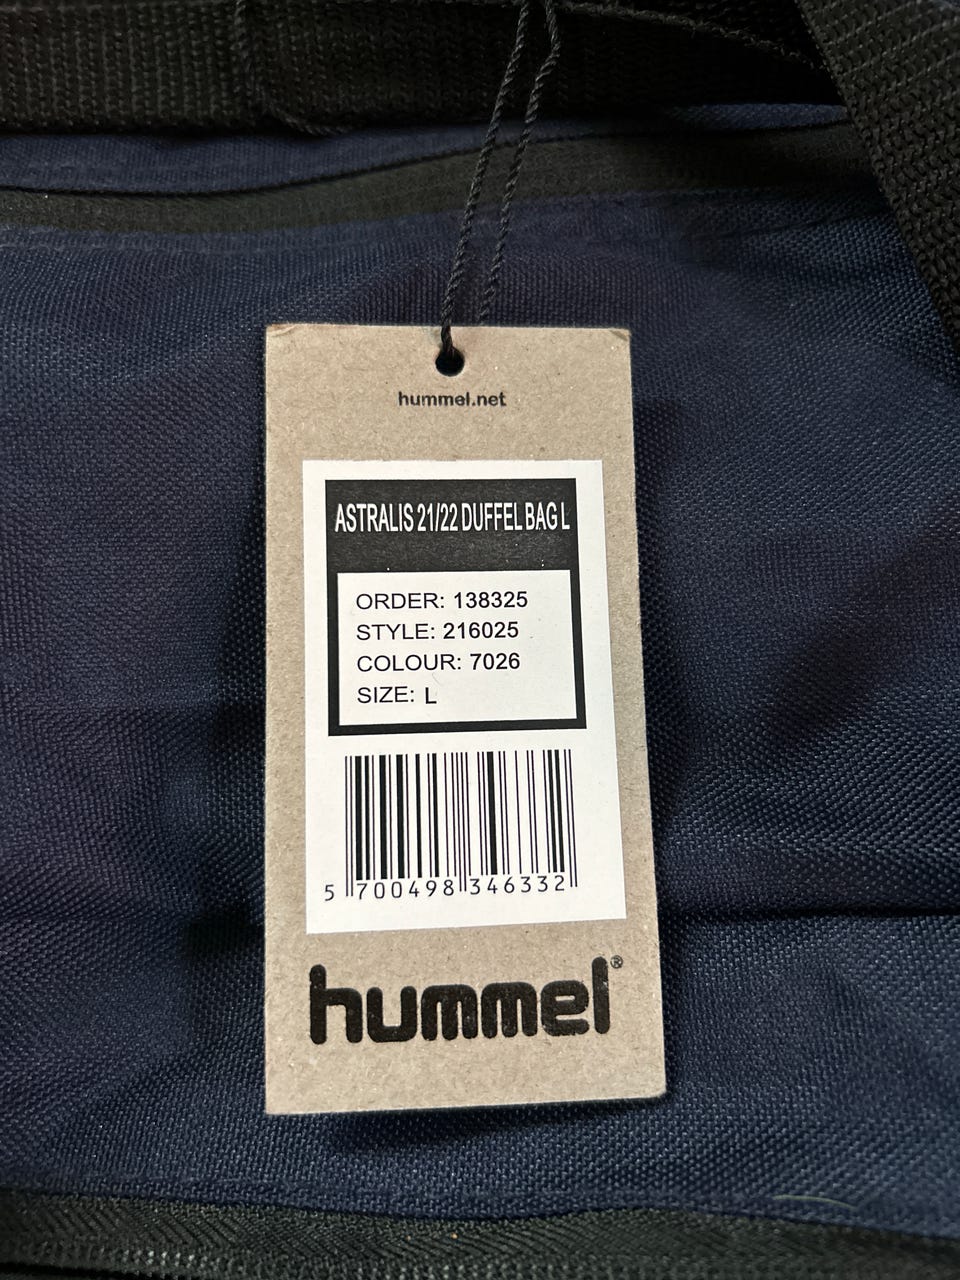 hummel.net
ASTRALIS 21/22 DUFFEL BAG L
ORDER: 138325
STYLE: 216025
COLOUR: 7026
SIZE: L
5 700498 346332
hummel®